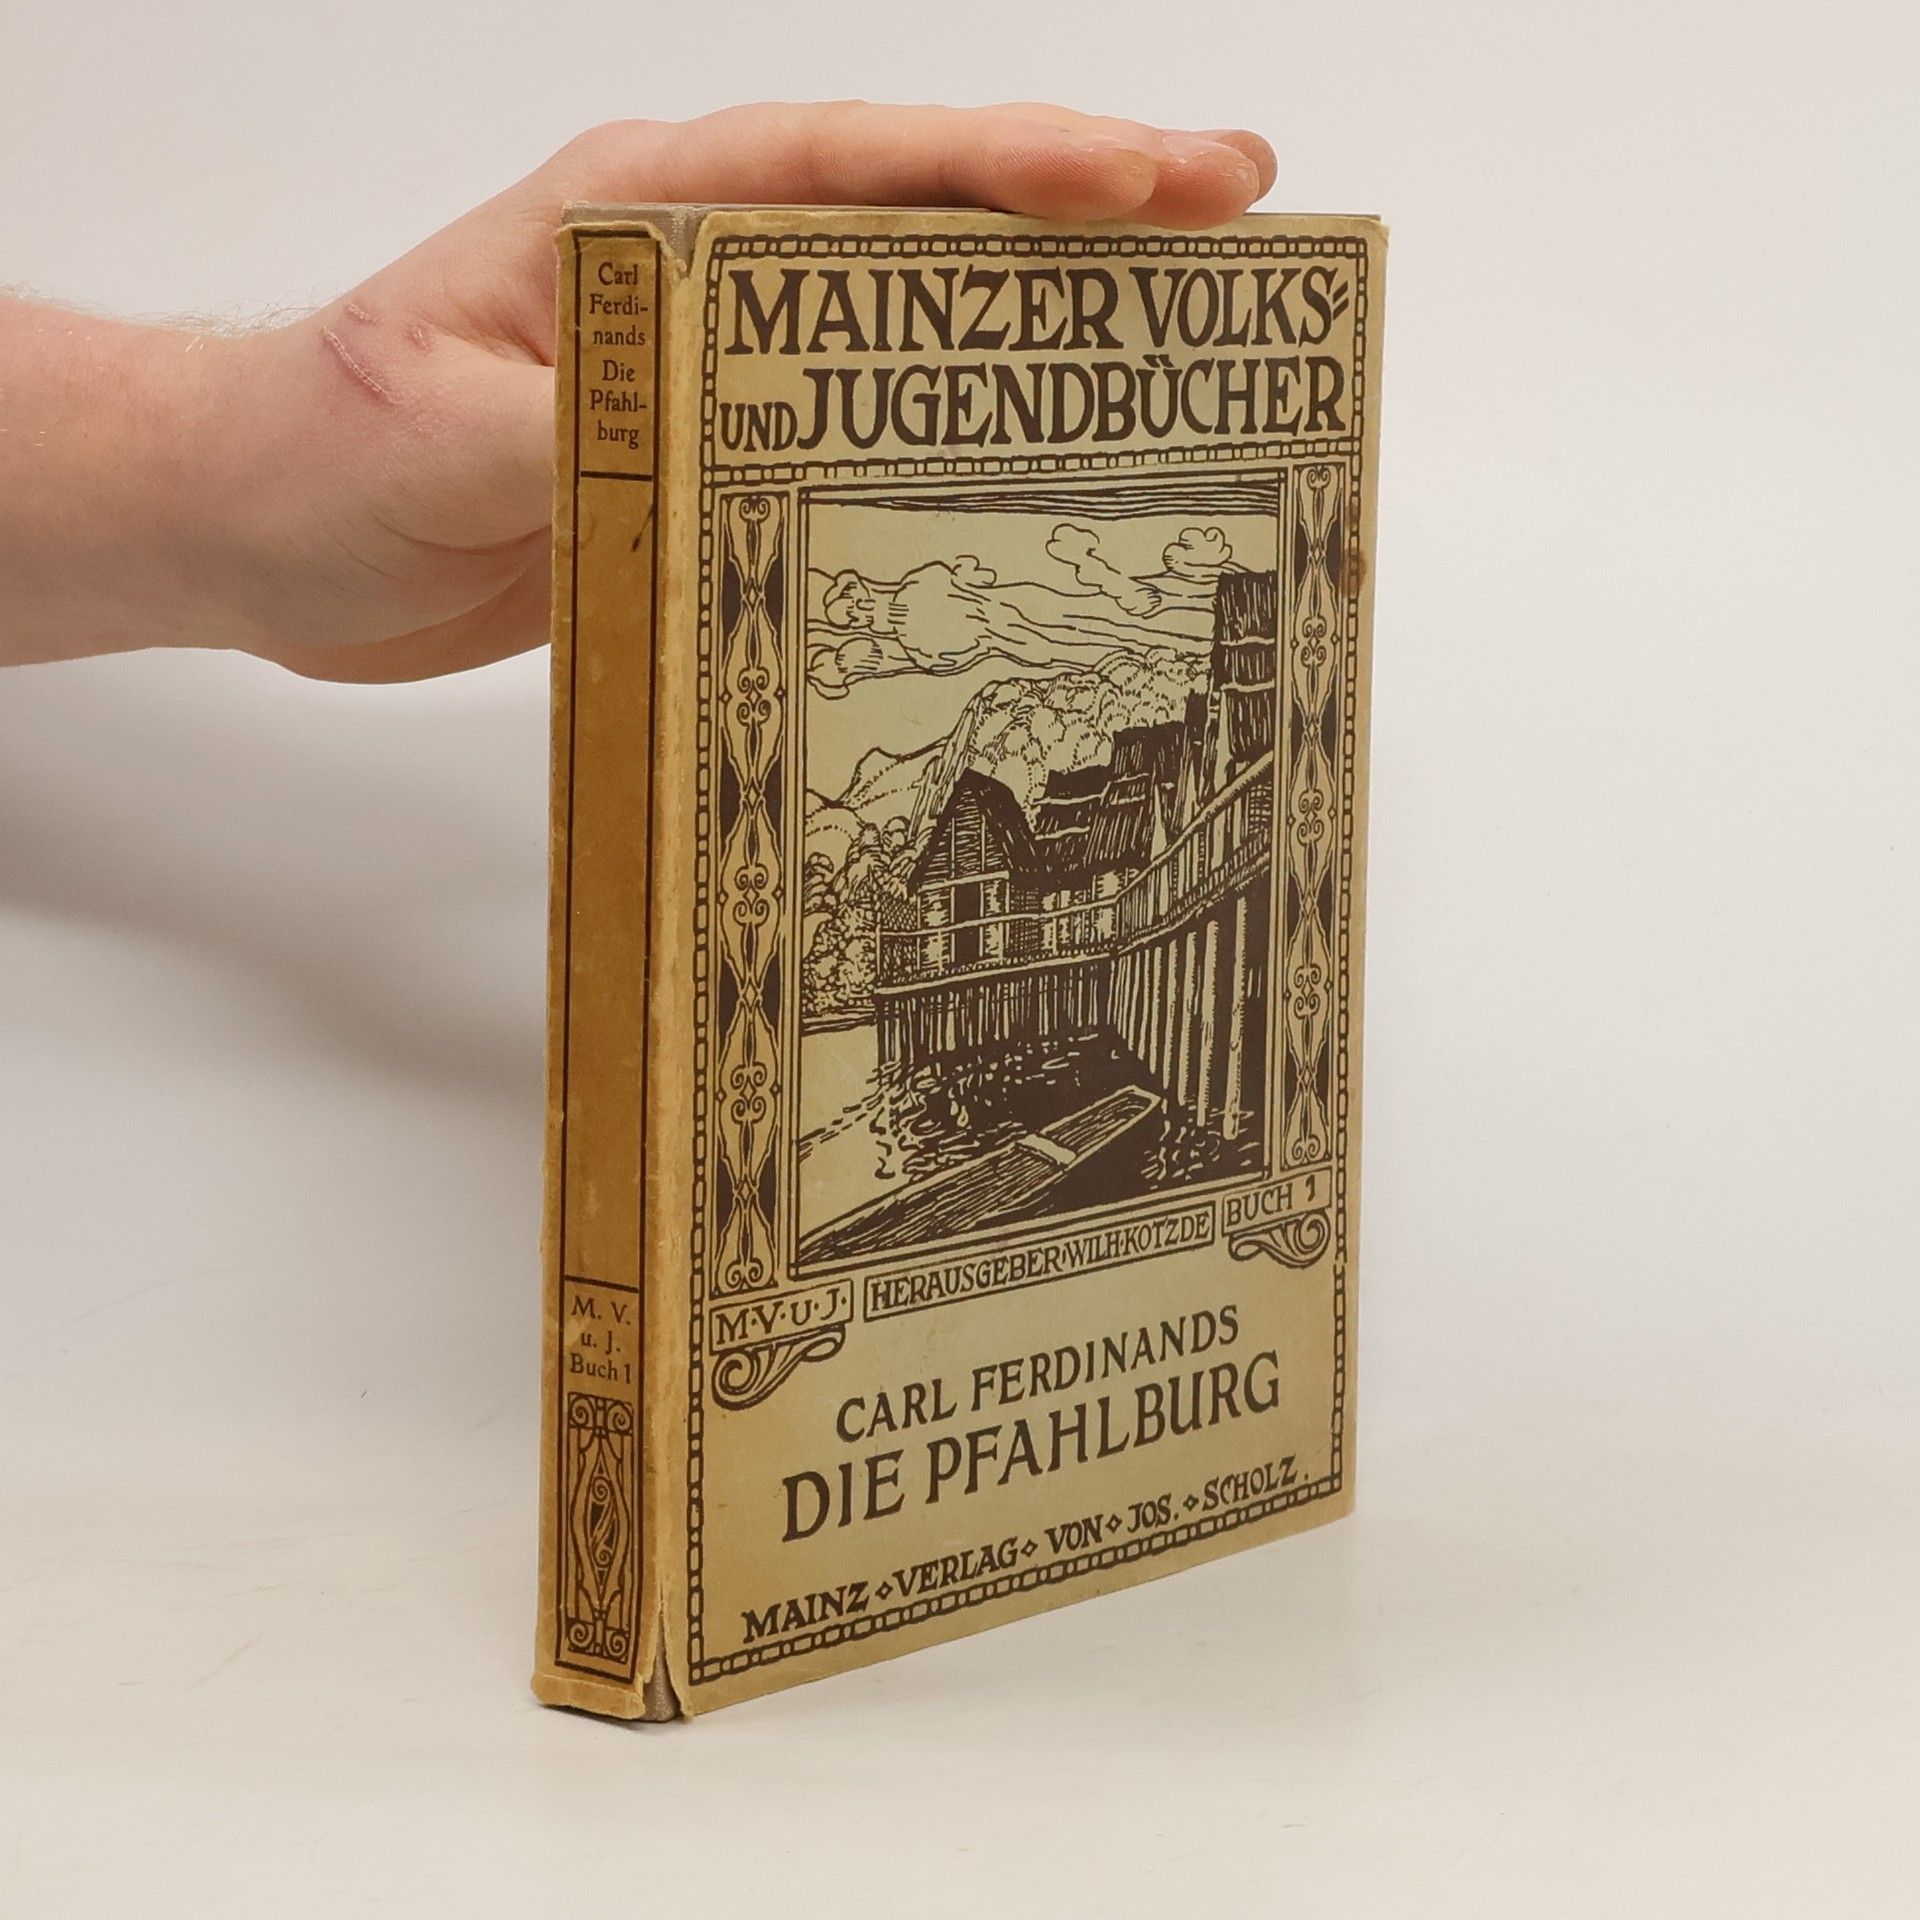 Carl
Ferdi-
nands
Die
Pfahl-
burg
M. V.
u. J.
Buch 1
MAINZER VOLKS=
UND JUGENDBÜCHER
M·V·U·J·
HERAUSGEBER·WILH·KOTZDE
BUCH 1
CARL FERDINANDS
DIE PFAHLBURG
MAINZ ⋄ VERLAG ⋄ VON ⋄ JOS. ⋄ SCHOLZ.